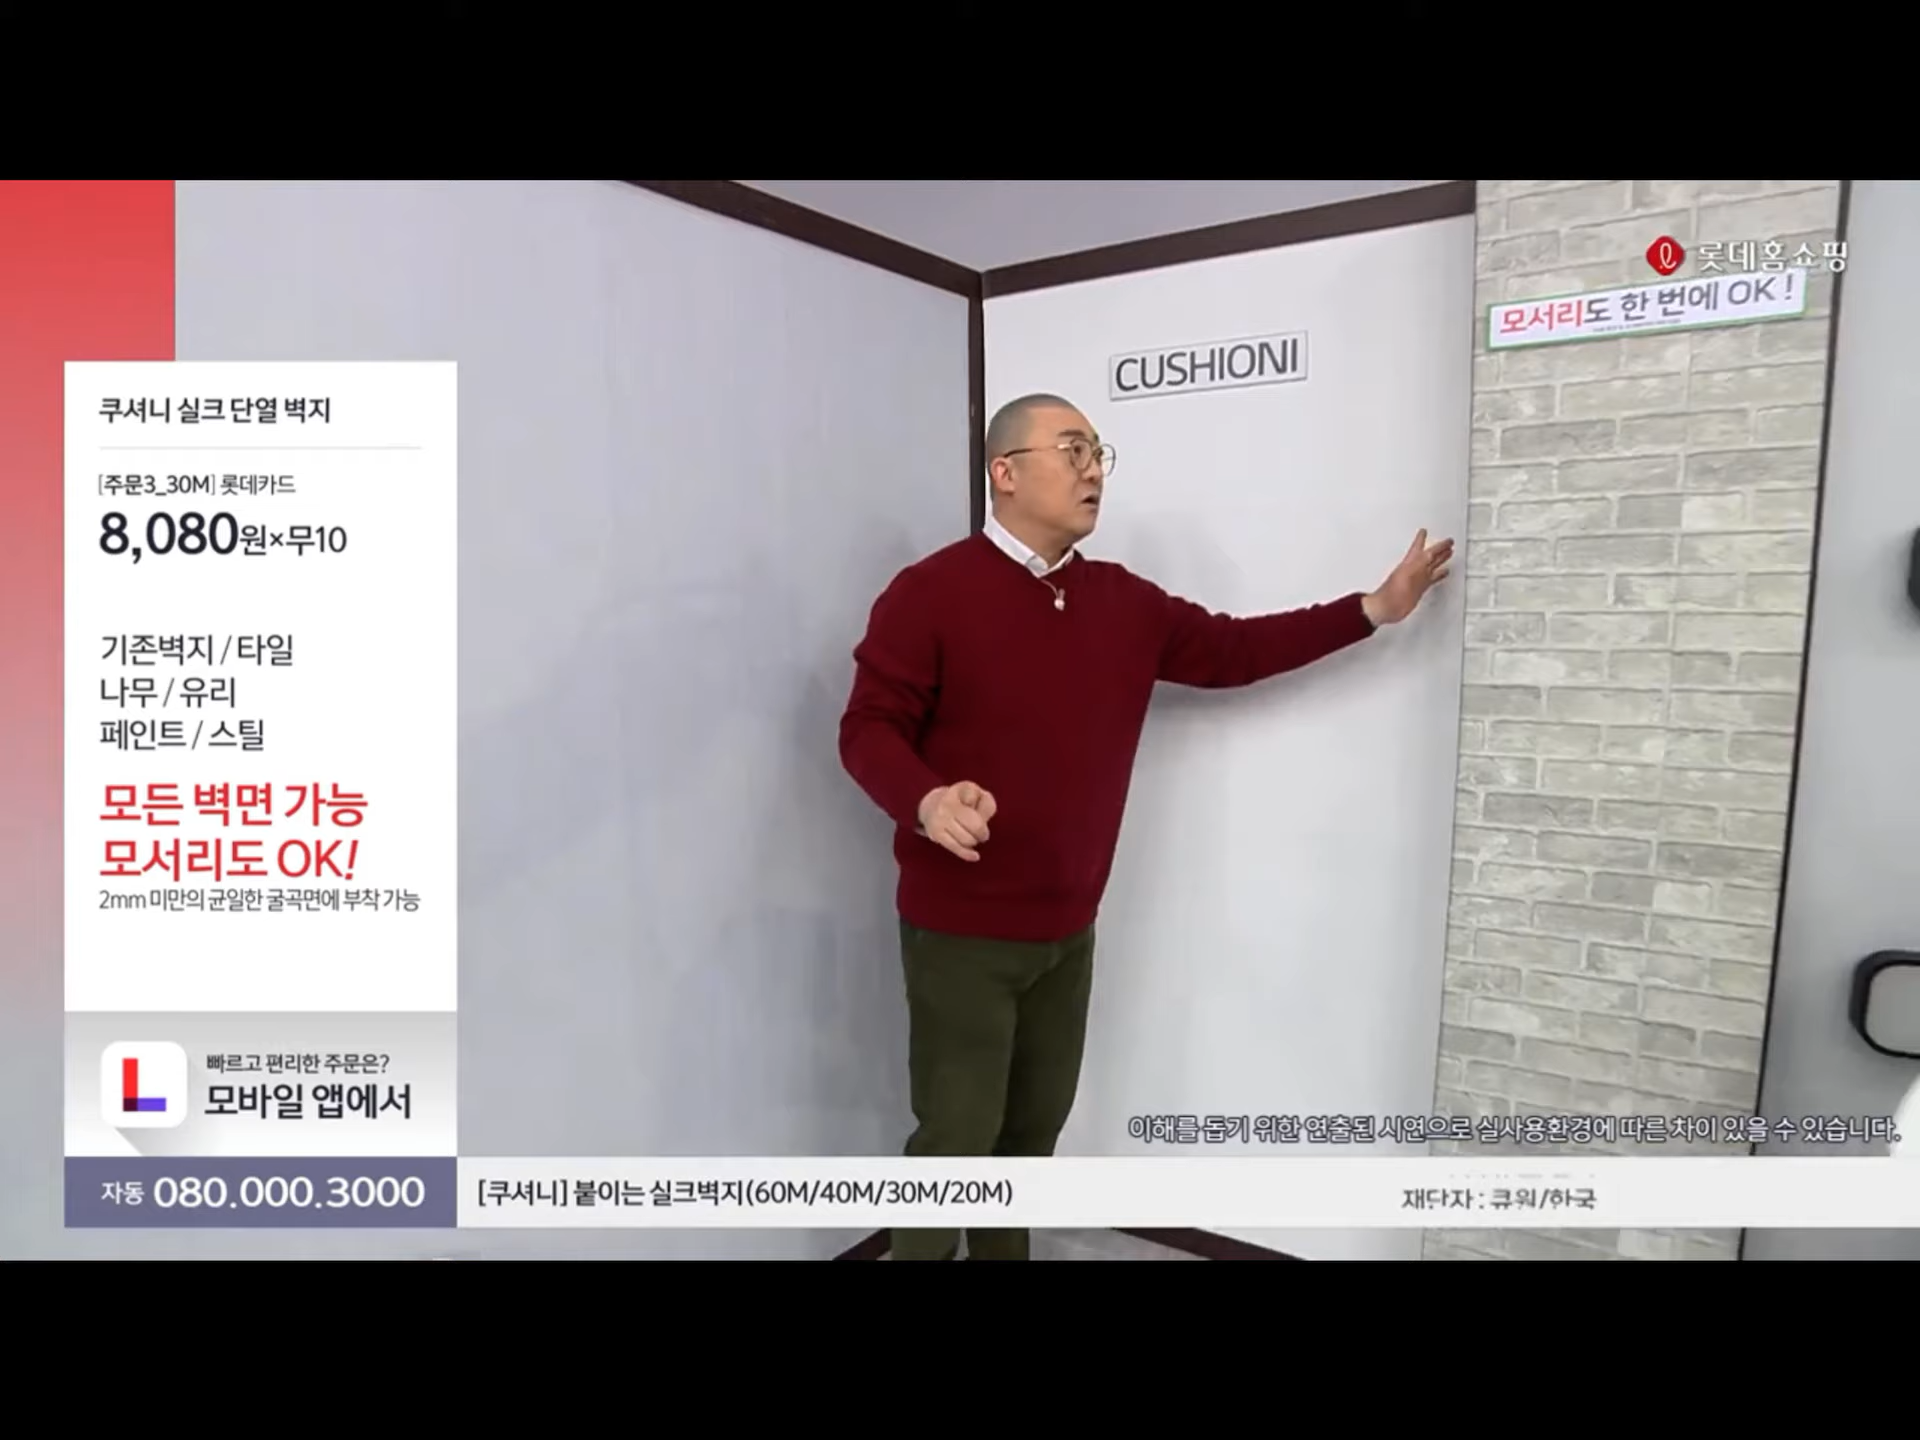 롯데홈쇼핑
모서리도 한 번에 OK !
CUSHIONI
쿠셔니 실크 단열 벽지
[주문3_30M] 롯데카드
8,080원×무10
기존벽지 / 타일
나무 / 유리
페인트 / 스틸
모든 벽면 가능
모서리도 OK!
2mm 미만의 균일한 굴곡면에 부착 가능
빠르고 편리한 주문은?
모바일 앱에서
이해를 돕기 위한 연출된 시연으로 실사용환경에 따른 차이 있을 수 있습니다.
자동 080.000.3000
[쿠셔니] 붙이는 실크벽지(60M/40M/30M/20M)